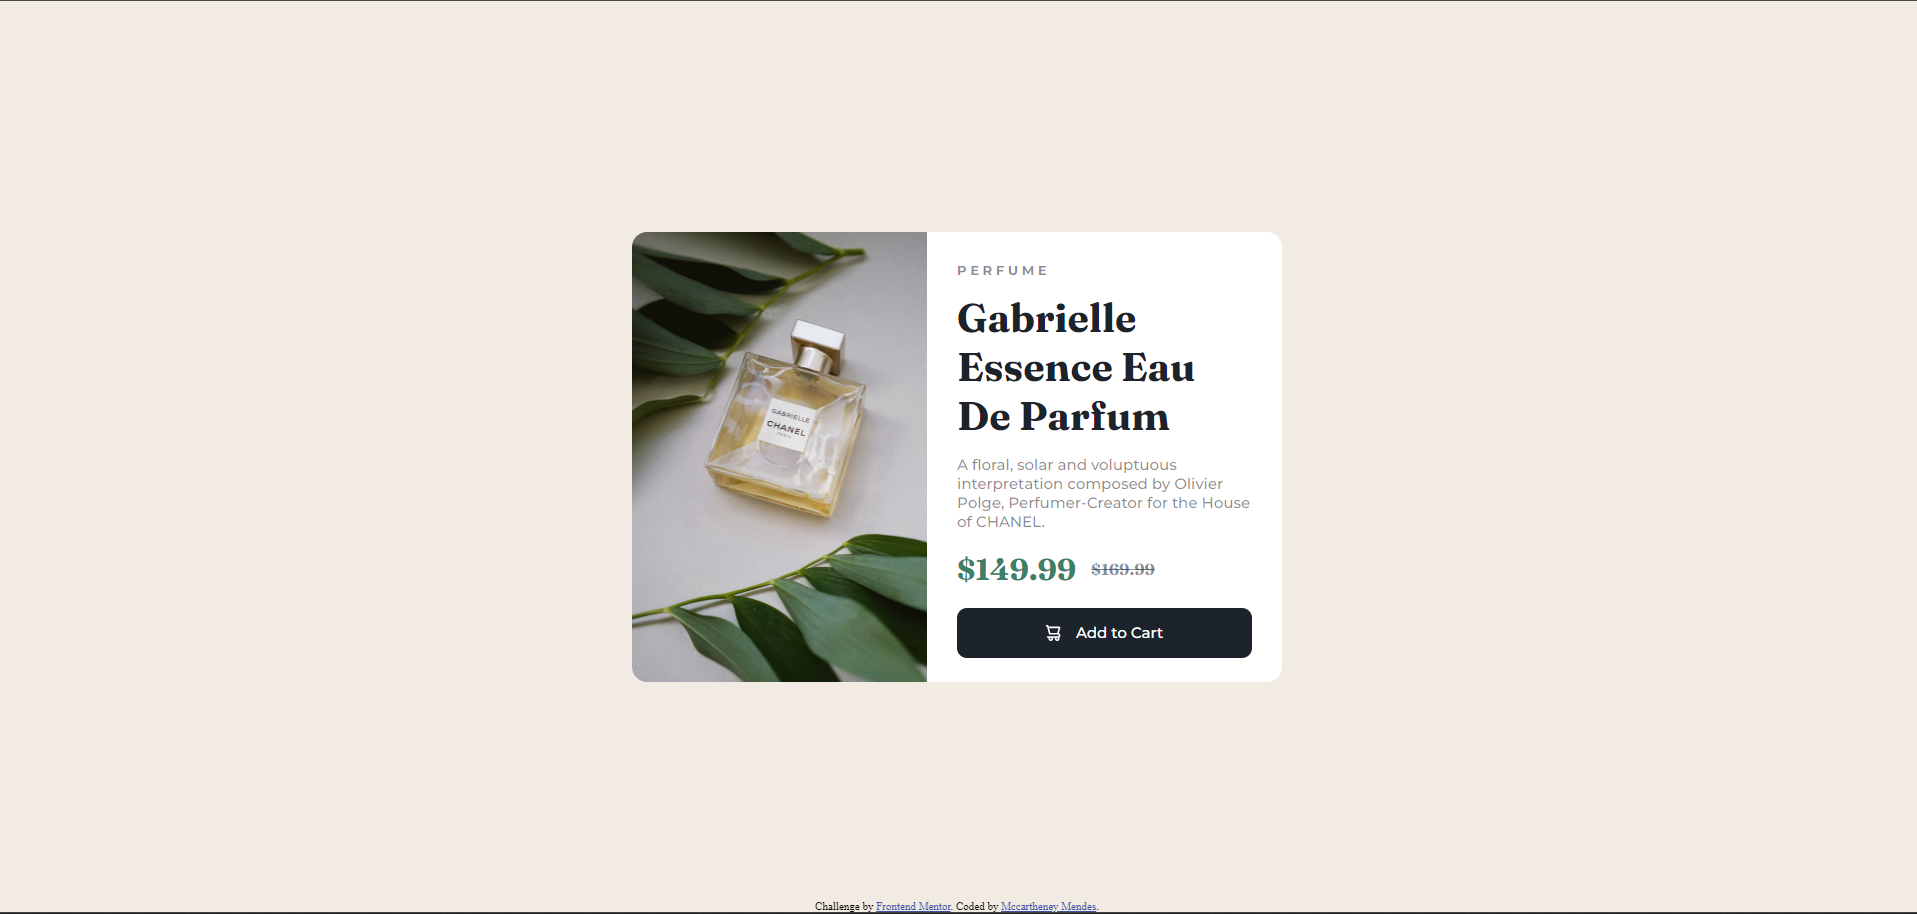 PERFUME
Gabrielle
Essence Eau
De Parfum
A floral, solar and voluptuous
interpretation composed by Olivier
Polge, Perfumer-Creator for the House
of CHANEL.
$149.99 $169.99
Add to Cart
GABRIELLE
CHANEL
PARIS
Challenge by Frontend Mentor. Coded by Mccartheney Mendes.